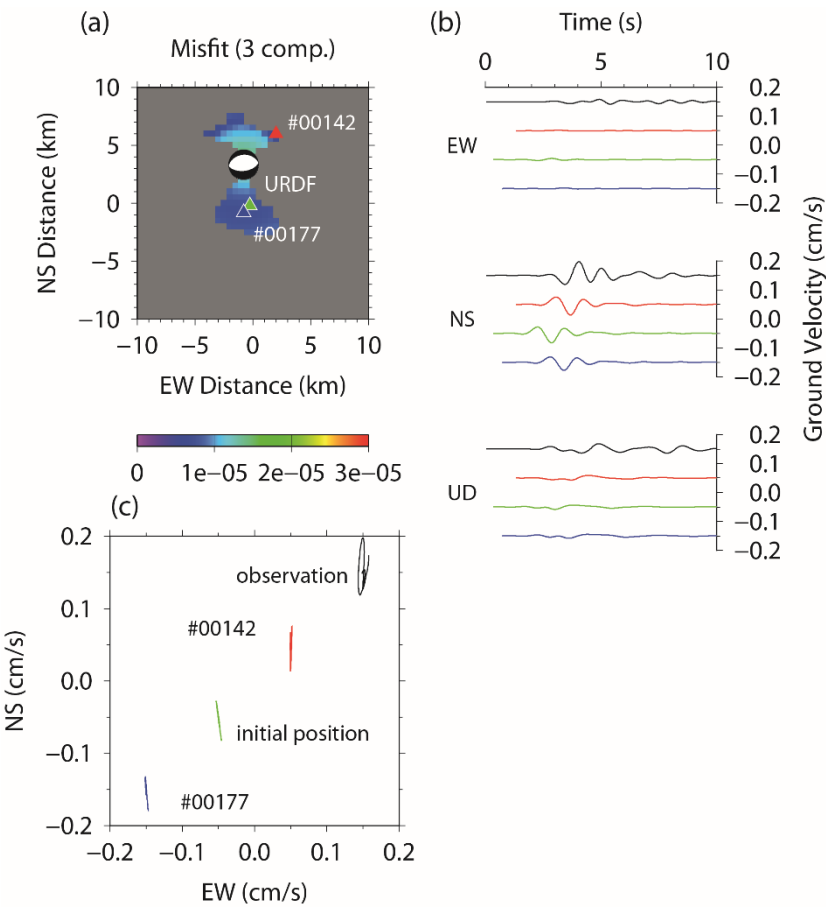 (a)
Misfit (3 comp.)
10
5
0
−5
−10
NS Distance (km)
#00142
URDF
#00177
−10 −5 0 5 10
EW Distance (km)
0 1e−05 2e−05 3e−05
(b)
Time (s)
0 5 10
EW
0.2
0.1
0.0
−0.1
−0.2
NS
0.2
0.1
0.0
−0.1
−0.2
UD
0.2
0.1
0.0
−0.1
−0.2
Ground Velocity (cm/s)
(c)
0.2
0.1
0.0
−0.1
−0.2
NS (cm/s)
observation
#00142
initial position
#00177
−0.2 −0.1 0.0 0.1 0.2
EW (cm/s)